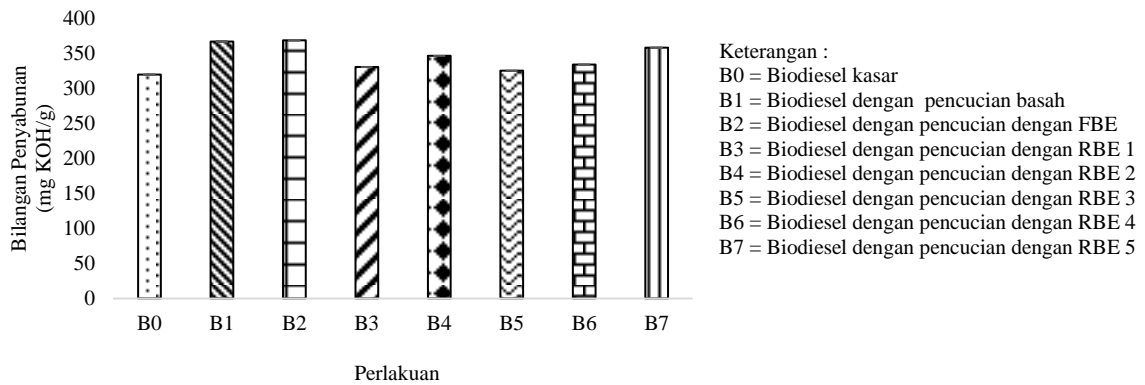 400
350
300
250
200
150
100
50
0
Bilangan Penyabunan
(mg KOH/g)
B0 B1 B2 B3 B4 B5 B6 B7
Perlakuan
Keterangan :
B0 = Biodiesel kasar
B1 = Biodiesel dengan pencucian basah
B2 = Biodiesel dengan pencucian dengan FBE
B3 = Biodiesel dengan pencucian dengan RBE 1
B4 = Biodiesel dengan pencucian dengan RBE 2
B5 = Biodiesel dengan pencucian dengan RBE 3
B6 = Biodiesel dengan pencucian dengan RBE 4
B7 = Biodiesel dengan pencucian dengan RBE 5